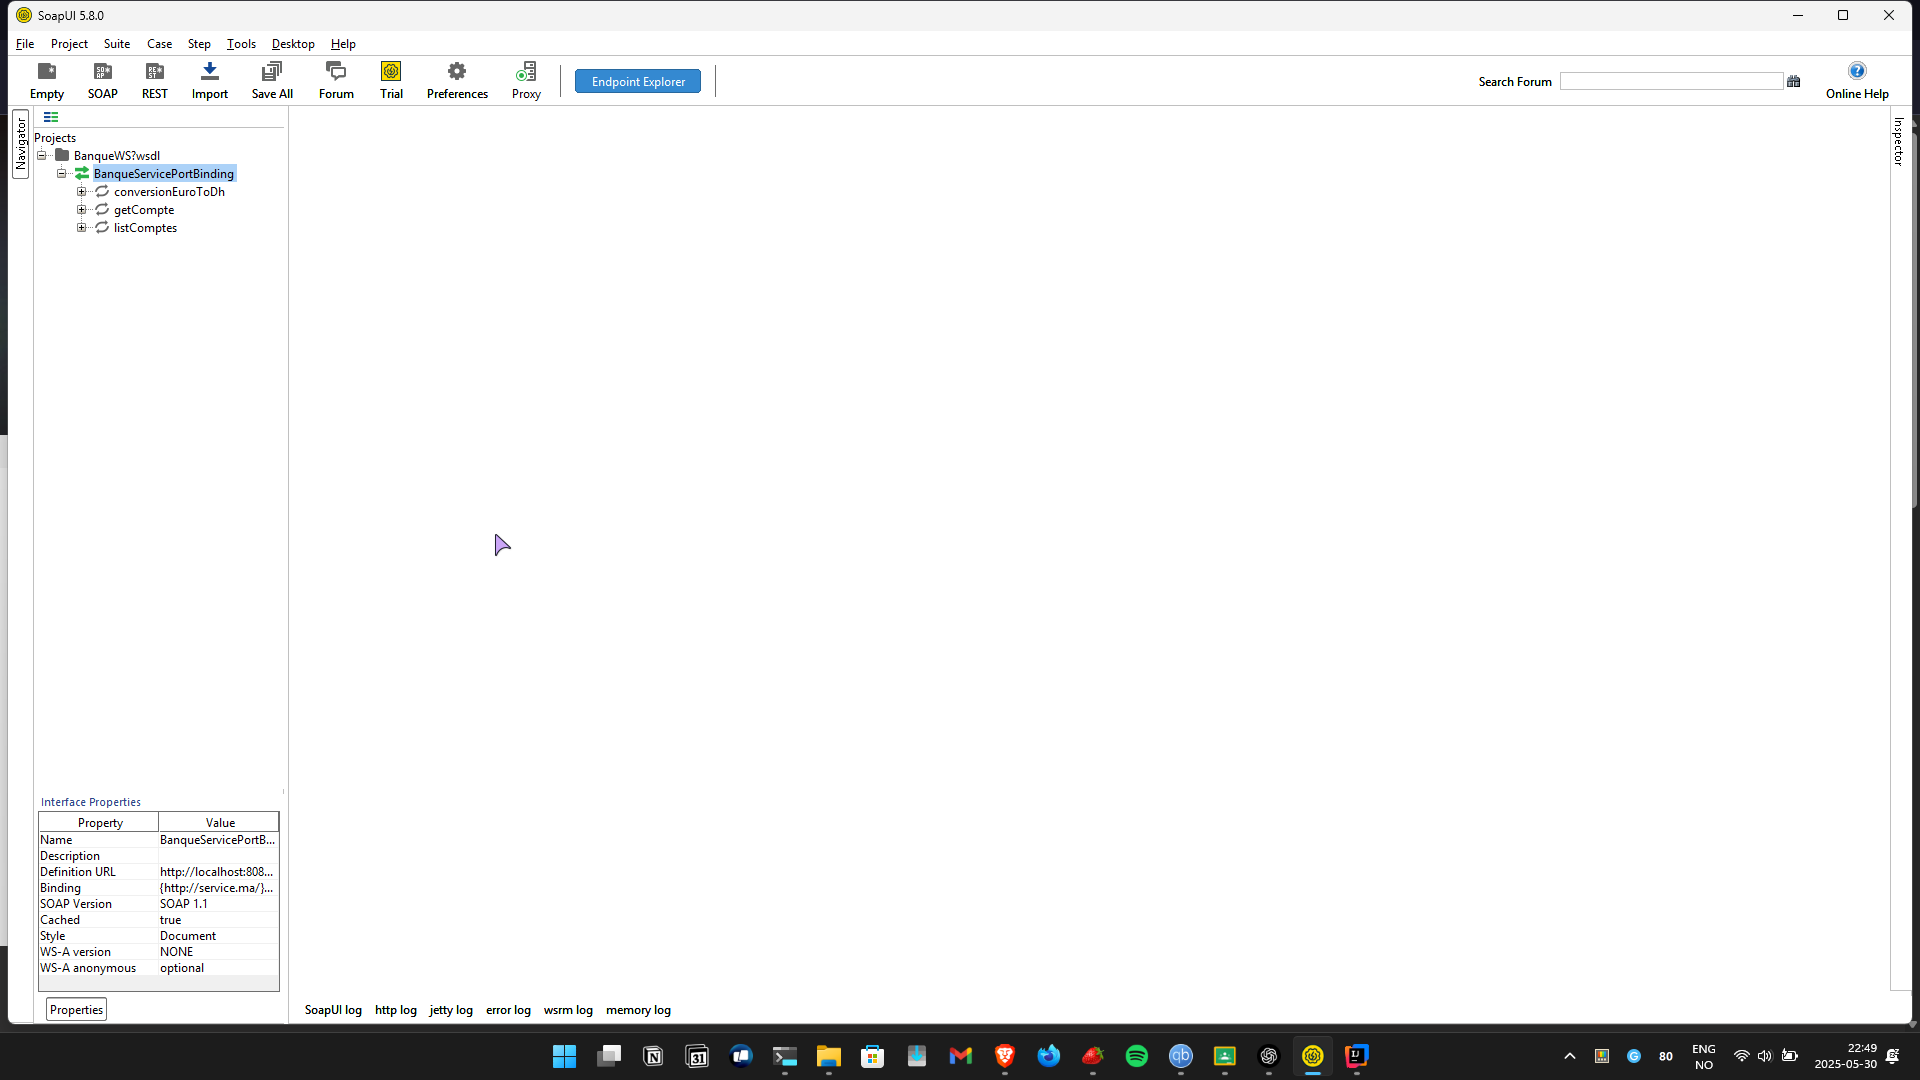 SoapUI 5.8.0
File Project Suite Case Step Tools Desktop Help
Empty SOAP REST Import Save All Forum Trial Preferences Proxy Endpoint Explorer Search Forum Online Help
Navigator
Inspector
Projects
BanqueWS?wsdl
BanqueServicePortBinding
conversionEuroToDh
getCompte
listComptes
Interface Properties
Property Value
Name BanqueServicePortB...
Description
Definition URL http://localhost:808...
Binding {http://service.ma/}...
SOAP Version SOAP 1.1
Cached true
Style Document
WS-A version NONE
WS-A anonymous optional
Properties
SoapUI log http log jetty log error log wsrm log memory log
31
qb
80
ENG
NO
22:49
2025-05-30